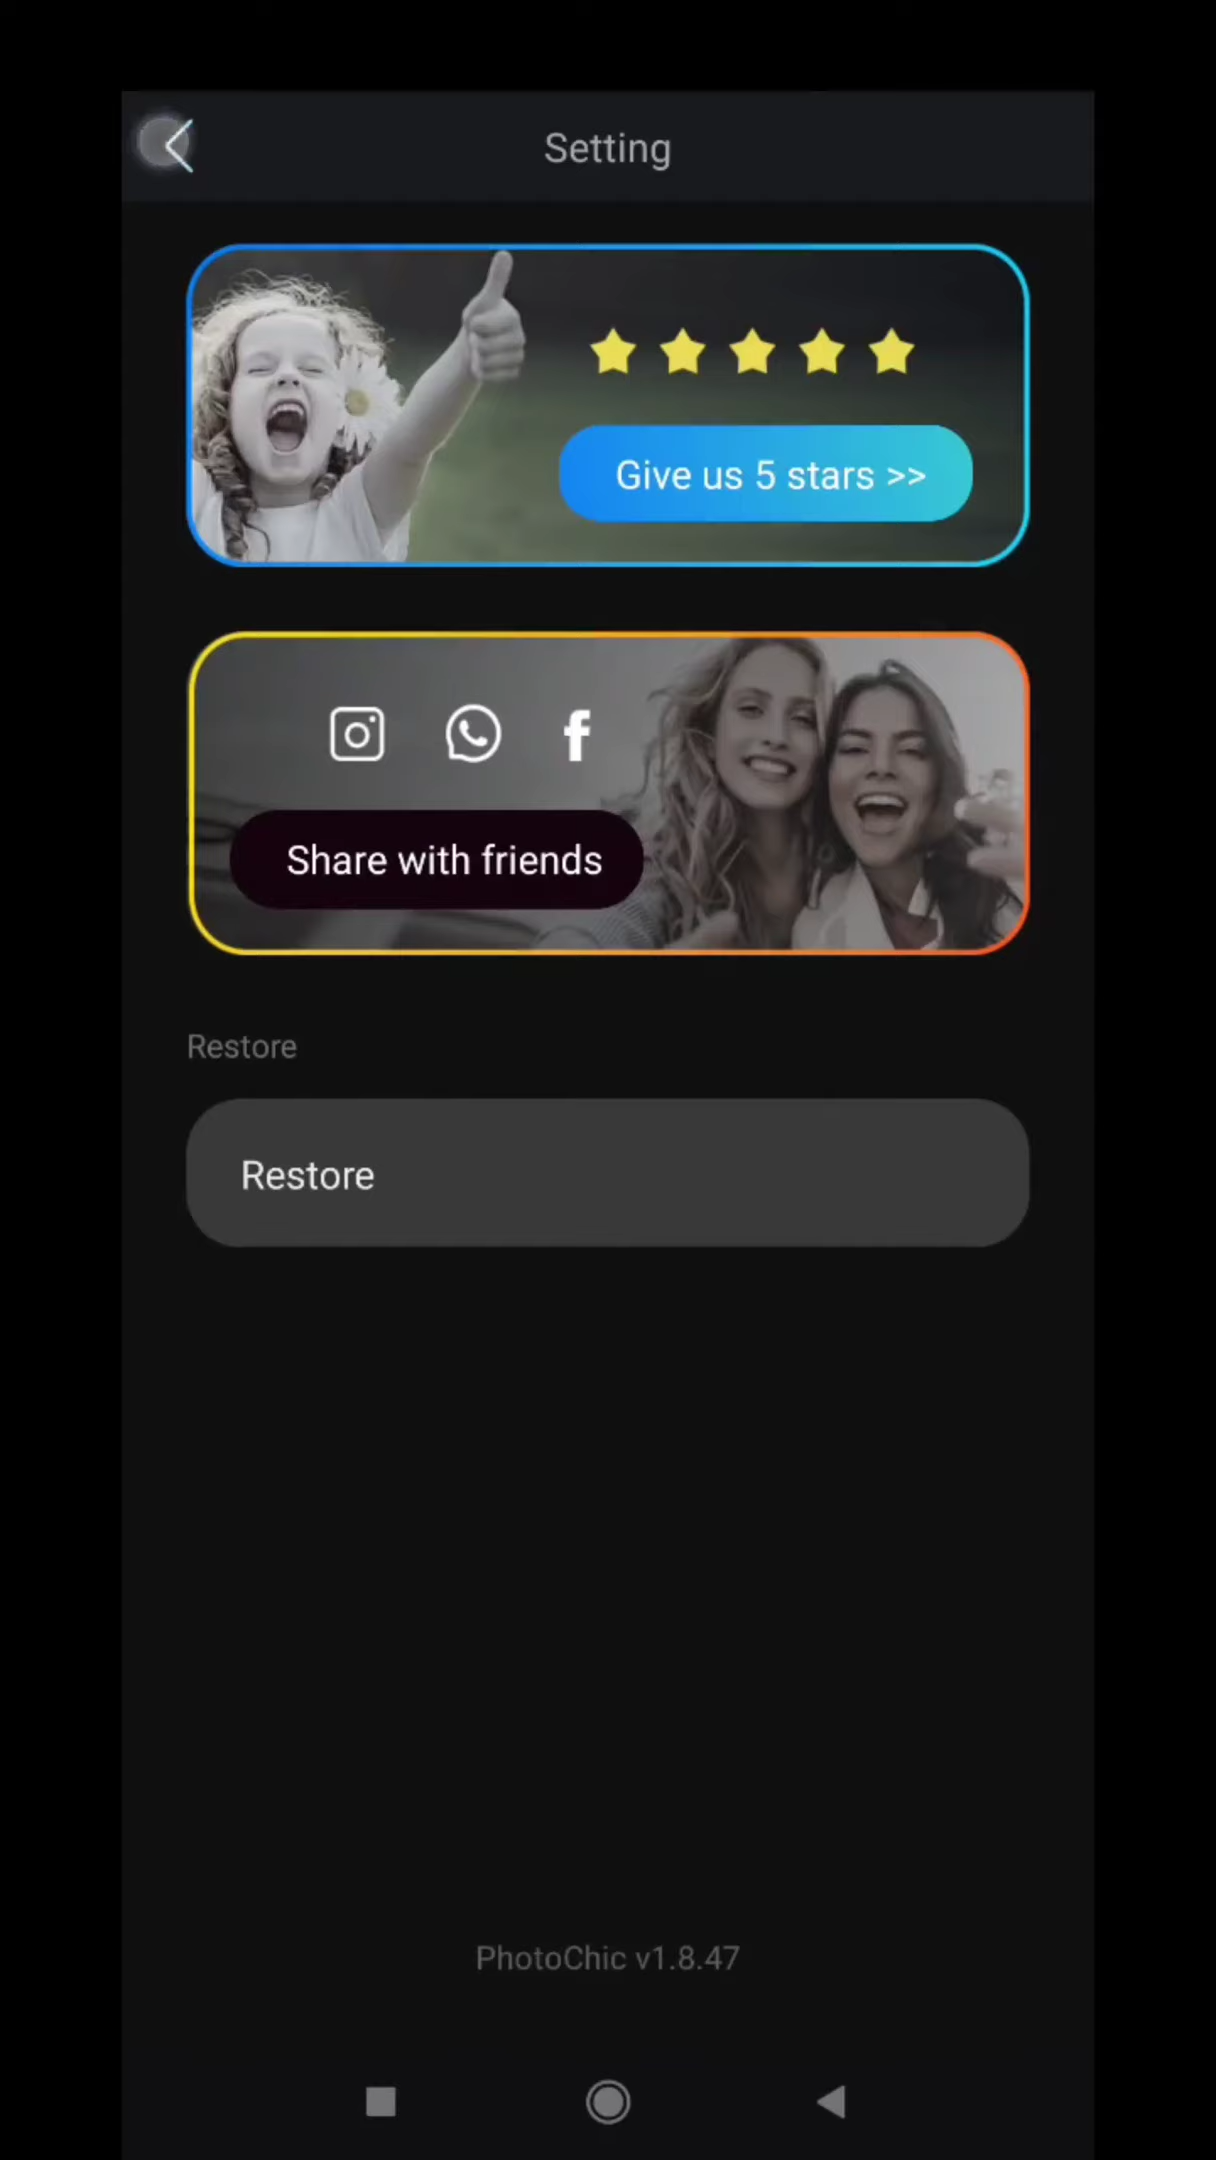 Setting
Give us 5 stars >>
Share with friends
Restore
Restore
PhotoChic v1.8.47